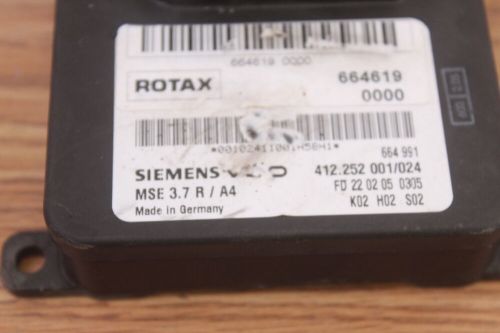 664619 0000
ROTAX 664619
0000
664 991
SIEMENS VDO 412.252 001/024
MSE 3.7 R / A4 FD 22 02 05 0305
Made in Germany K02 H02 S02